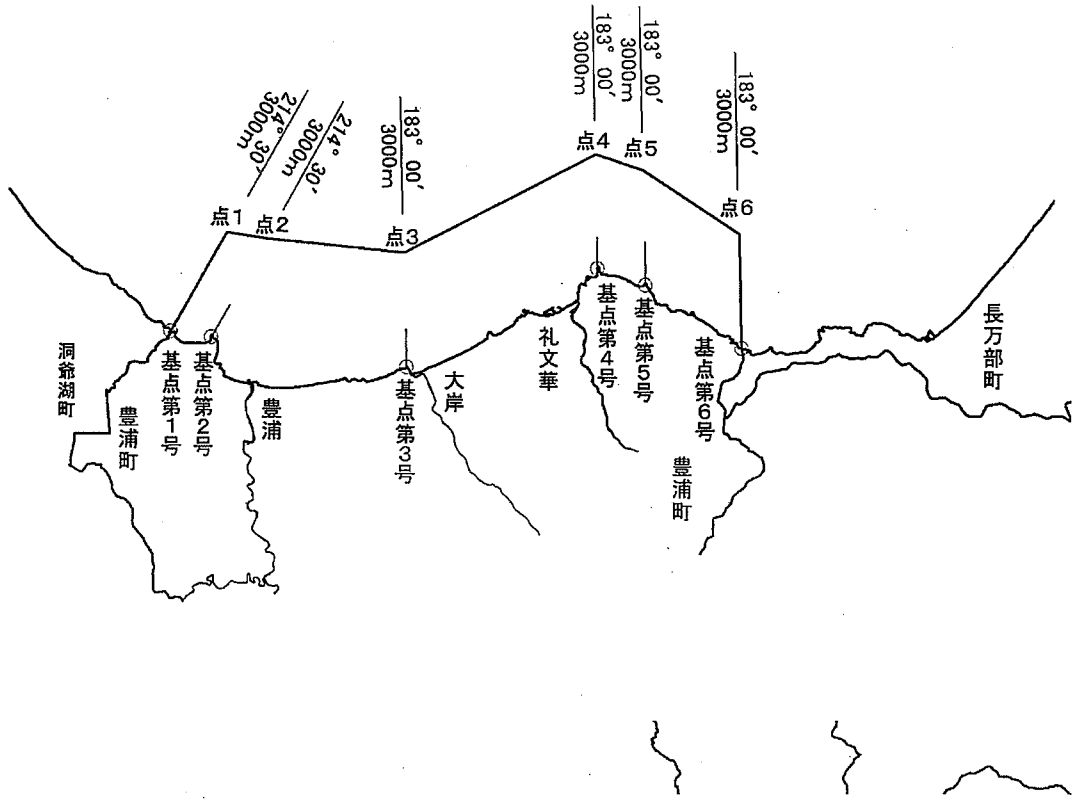 214° 30′
3000m
214° 30′
3000m
183° 00′
3000m
183° 00′
3000m
183° 00′
3000m
183° 00′
3000m
点1
点2
点3
点4
点5
点6
洞爺湖町
豊浦町
基点第1号
基点第2号
豊浦
基点第3号
大岸
礼文華
基点第4号
基点第5号
基点第6号
豊浦町
長万部町